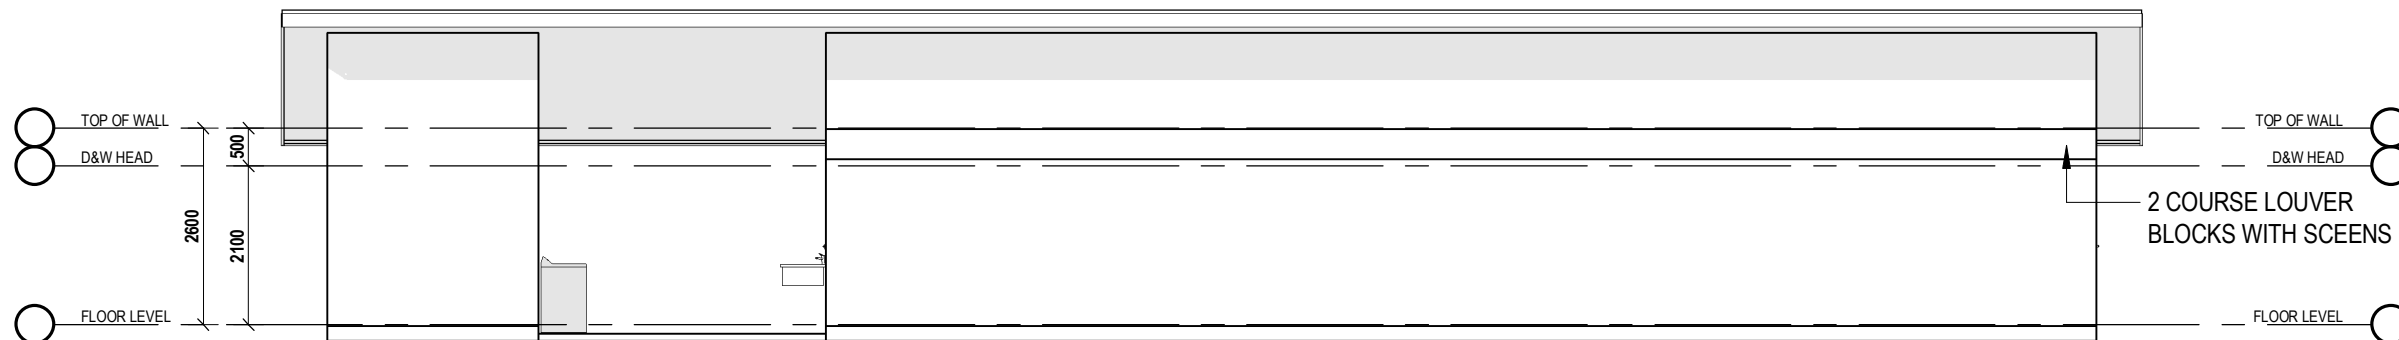 TOP OF WALL
D&W HEAD
FLOOR LEVEL
500
2600
2100
TOP OF WALL
D&W HEAD
2 COURSE LOUVER
BLOCKS WITH SCEENS
FLOOR LEVEL